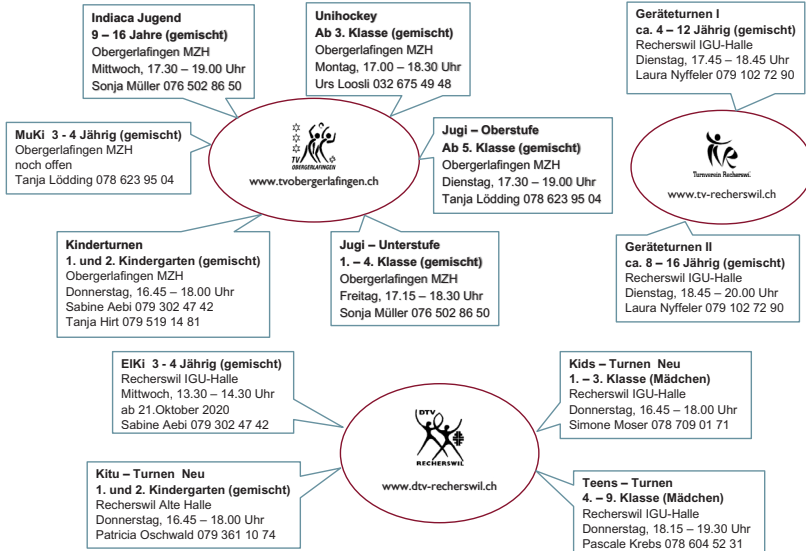 Indiaca Jugend
9 – 16 Jahre (gemischt)
Obergerlafingen MZH
Mittwoch, 17.30 – 19.00 Uhr
Sonja Müller 076 502 86 50
Unihockey
Ab 3. Klasse (gemischt)
Obergerlafingen MZH
Montag, 17.00 – 18.30 Uhr
Urs Loosli 032 675 49 48
Geräteturnen I
ca. 4 – 12 Jährig (gemischt)
Recherswil IGU-Halle
Dienstag, 17.45 – 18.45 Uhr
Laura Nyffeler 079 102 72 90
MuKi  3 - 4 Jährig (gemischt)
Obergerlafingen MZH
noch offen
Tanja Lödding 078 623 95 04
TV
OBERGERLAFINGEN
www.tvobergerlafingen.ch
Jugi – Oberstufe
Ab 5. Klasse (gemischt)
Obergerlafingen MZH
Dienstag, 17.30 – 19.00 Uhr
Tanja Lödding 078 623 95 04
Turnverein Recherswil
www.tv-recherswil.ch
Kinderturnen
1. und 2. Kindergarten (gemischt)
Obergerlafingen MZH
Donnerstag, 16.45 – 18.00 Uhr
Sabine Aebi 079 302 47 42
Tanja Hirt 079 519 14 81
Jugi – Unterstufe
1. – 4. Klasse (gemischt)
Obergerlafingen MZH
Freitag, 17.15 – 18.30 Uhr
Sonja Müller 076 502 86 50
Geräteturnen II
ca. 8 – 16 Jährig (gemischt)
Recherswil IGU-Halle
Dienstag, 18.45 – 20.00 Uhr
Laura Nyffeler 079 102 72 90
ElKi  3 - 4 Jährig (gemischt)
Recherswil IGU-Halle
Mittwoch, 13.30 – 14.30 Uhr
ab 21.Oktober 2020
Sabine Aebi 079 302 47 42
DTV
RECHERSWIL
www.dtv-recherswil.ch
Kids – Turnen  Neu
1. – 3. Klasse (Mädchen)
Recherswil IGU-Halle
Donnerstag, 16.45 – 18.00 Uhr
Simone Moser 078 709 01 71
Kitu – Turnen  Neu
1. und 2. Kindergarten (gemischt)
Recherswil Alte Halle
Donnerstag, 16.45 – 18.00 Uhr
Patricia Oschwald 079 361 10 74
Teens – Turnen
4. – 9. Klasse (Mädchen)
Recherswil IGU-Halle
Donnerstag, 18.15 – 19.30 Uhr
Pascale Krebs 078 604 52 31